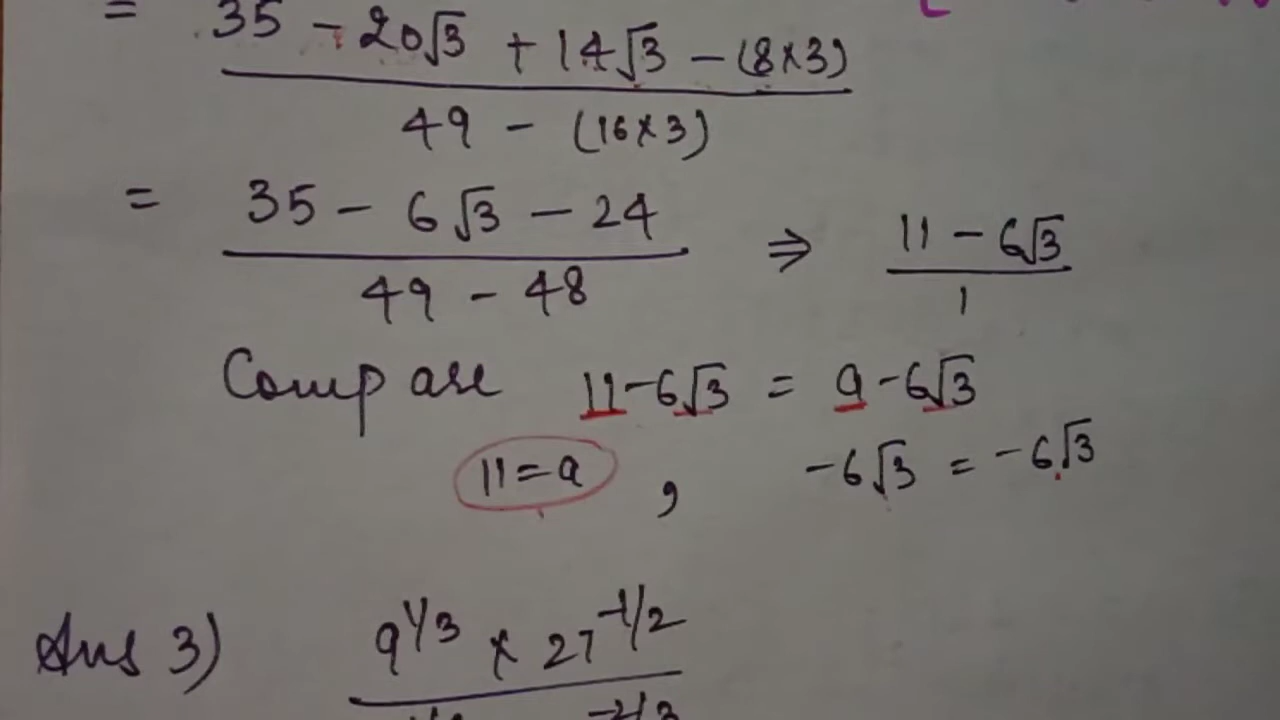 = 35 - 20√3 + 14√3 - (8×3)
49 - (16×3)
= 35 - 6√3 - 24 ⇒ 11 - 6√3
49 - 48 1
Compare 11-6√3 = a-6√3
11=a , -6√3 = -6√3
Ans 3) 9^1/3 × 27^-1/2
-2/3